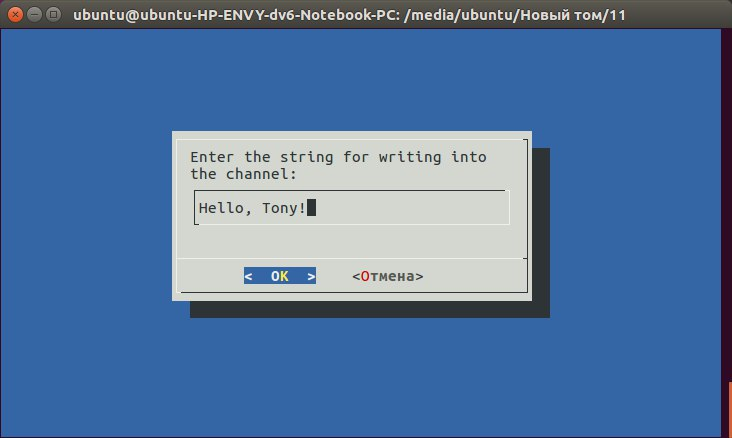 ubuntu@ubuntu-HP-ENVY-dv6-Notebook-PC: /media/ubuntu/Новый том/11
Enter the string for writing into
the channel:
Hello, Tony!
< OK > <Отмена>